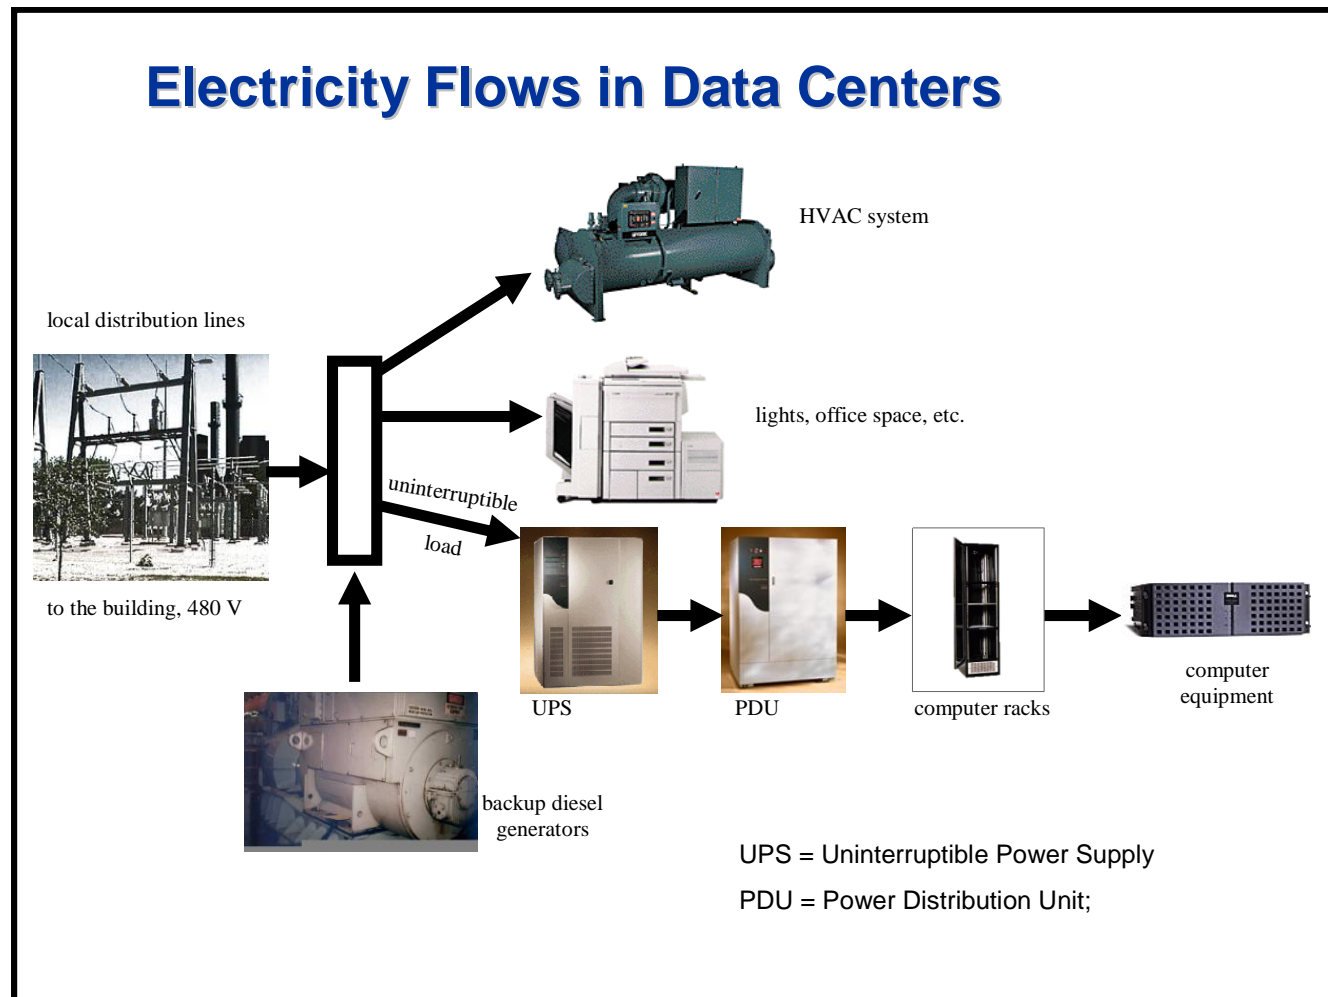 Electricity Flows in Data Centers
HVAC system
local distribution lines
lights, office space, etc.
uninterruptible
load
to the building, 480 V
UPS
PDU
computer racks
computer
equipment
backup diesel
generators
UPS = Uninterruptible Power Supply
PDU = Power Distribution Unit;